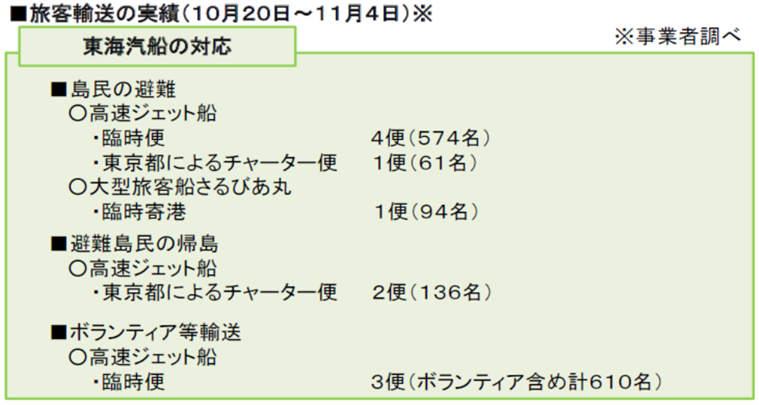 ■旅客輸送の実績(10月20日～11月4日)※
※事業者調べ
東海汽船の対応
■島民の避難
○高速ジェット船
・臨時便 4便(574名)
・東京都によるチャーター便 1便(61名)
○大型旅客船さるびあ丸
・臨時寄港 1便(94名)
■避難島民の帰島
○高速ジェット船
・東京都によるチャーター便 2便(136名)
■ボランティア等輸送
○高速ジェット船
・臨時便 3便(ボランティア含め計610名)